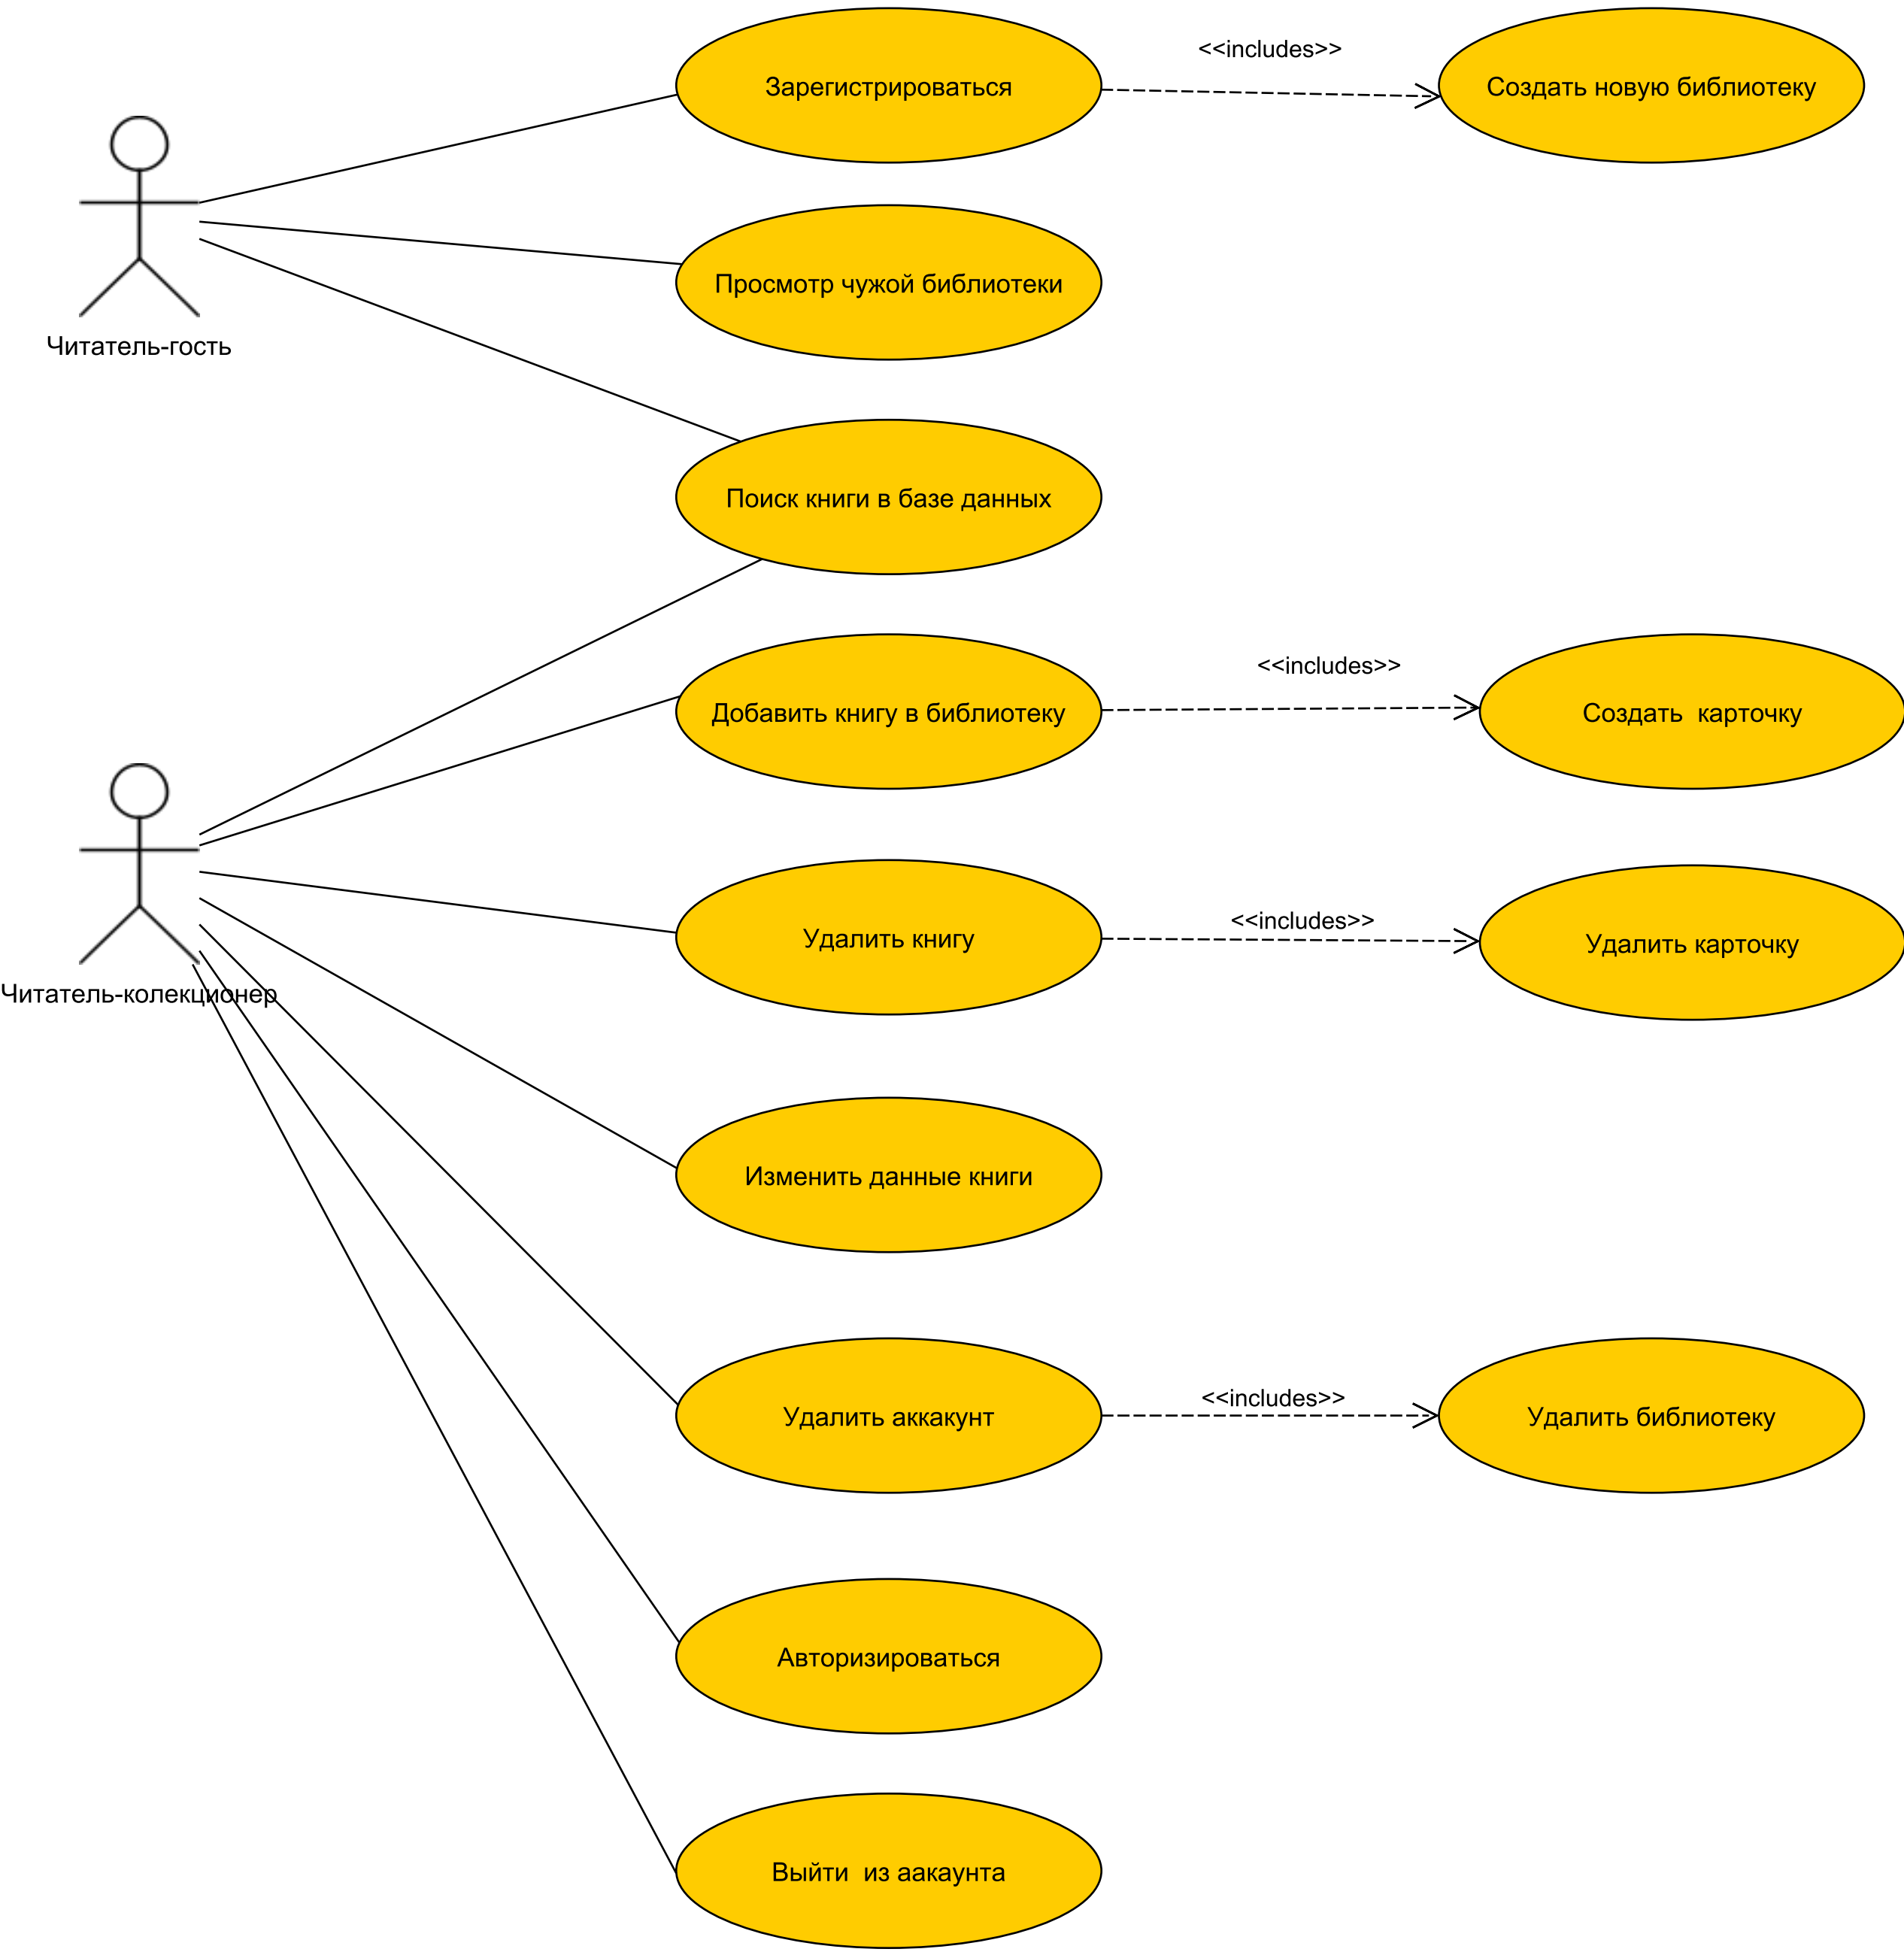 Зарегистрироваться
<<includes>>
Создать новую библиотеку
Просмотр чужой библиотеки
Читатель-гость
Поиск книги в базе данных
Добавить книгу в библиотеку
<<includes>>
Создать  карточку
Удалить книгу
<<includes>>
Удалить карточку
Читатель-колекционер
Изменить данные книги
Удалить аккакунт
<<includes>>
Удалить библиотеку
Авторизироваться
Выйти  из аакаунта